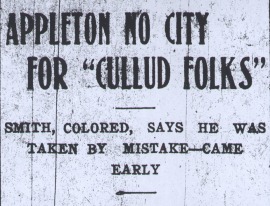 APPLETON NO CITY
FOR "CULLUD FOLKS"
SMITH, COLORED, SAYS HE WAS
TAKEN BY MISTAKE—CAME
EARLY